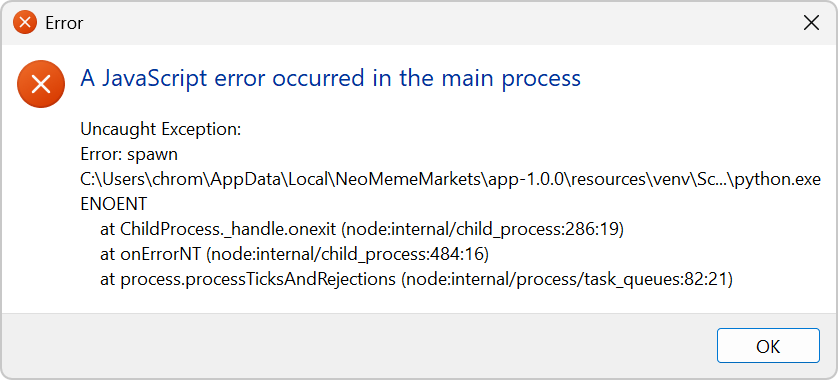 Error
A JavaScript error occurred in the main process
Uncaught Exception:
Error: spawn
C:\Users\chrom\AppData\Local\NeoMemeMarkets\app-1.0.0\resources\venv\Sc...\python.exe
ENOENT
at ChildProcess._handle.onexit (node:internal/child_process:286:19)
at onErrorNT (node:internal/child_process:484:16)
at process.processTicksAndRejections (node:internal/process/task_queues:82:21)
OK